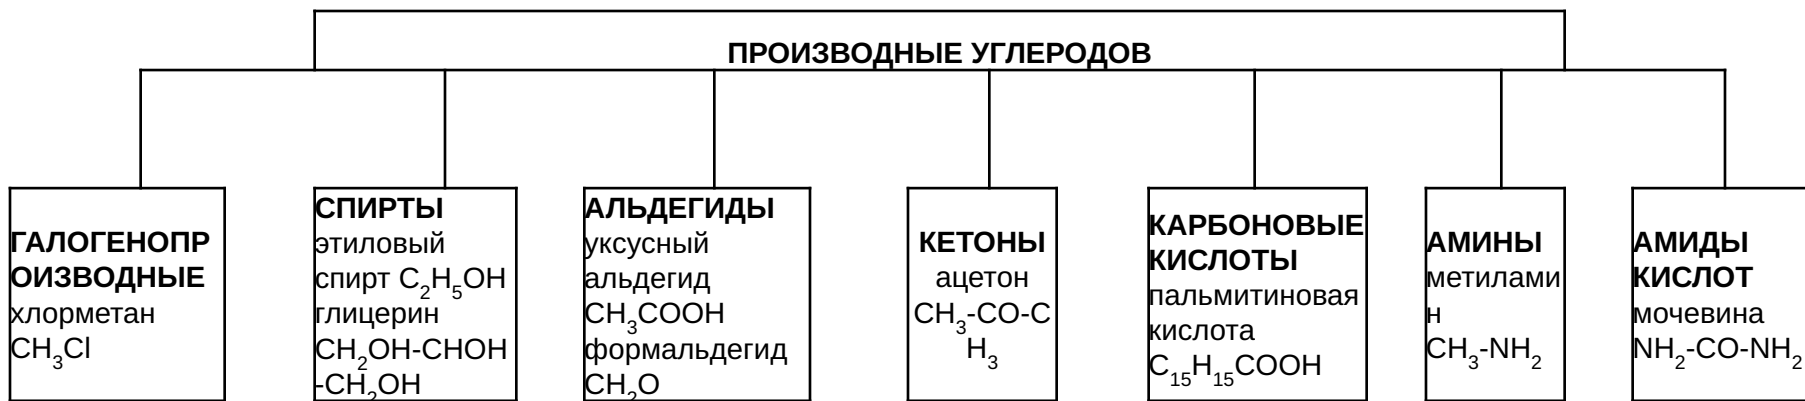 ПРОИЗВОДНЫЕ УГЛЕРОДОВ
ГАЛОГЕНОПР
ОИЗВОДНЫЕ
хлорметан
CH₃Cl
СПИРТЫ
этиловый
спирт C₂H₅OH
глицерин
CH₂OH-CHOH
-CH₂OH
АЛЬДЕГИДЫ
уксусный
альдегид
CH₃COOH
формальдегид
CH₂O
КЕТОНЫ
ацетон
CH₃-CO-C
H₃
КАРБОНОВЫЕ
КИСЛОТЫ
пальмитиновая
кислота
C₁₅H₁₅COOH
АМИНЫ
метилами
н
CH₃-NH₂
АМИДЫ
КИСЛОТ
мочевина
NH₂-CO-NH₂